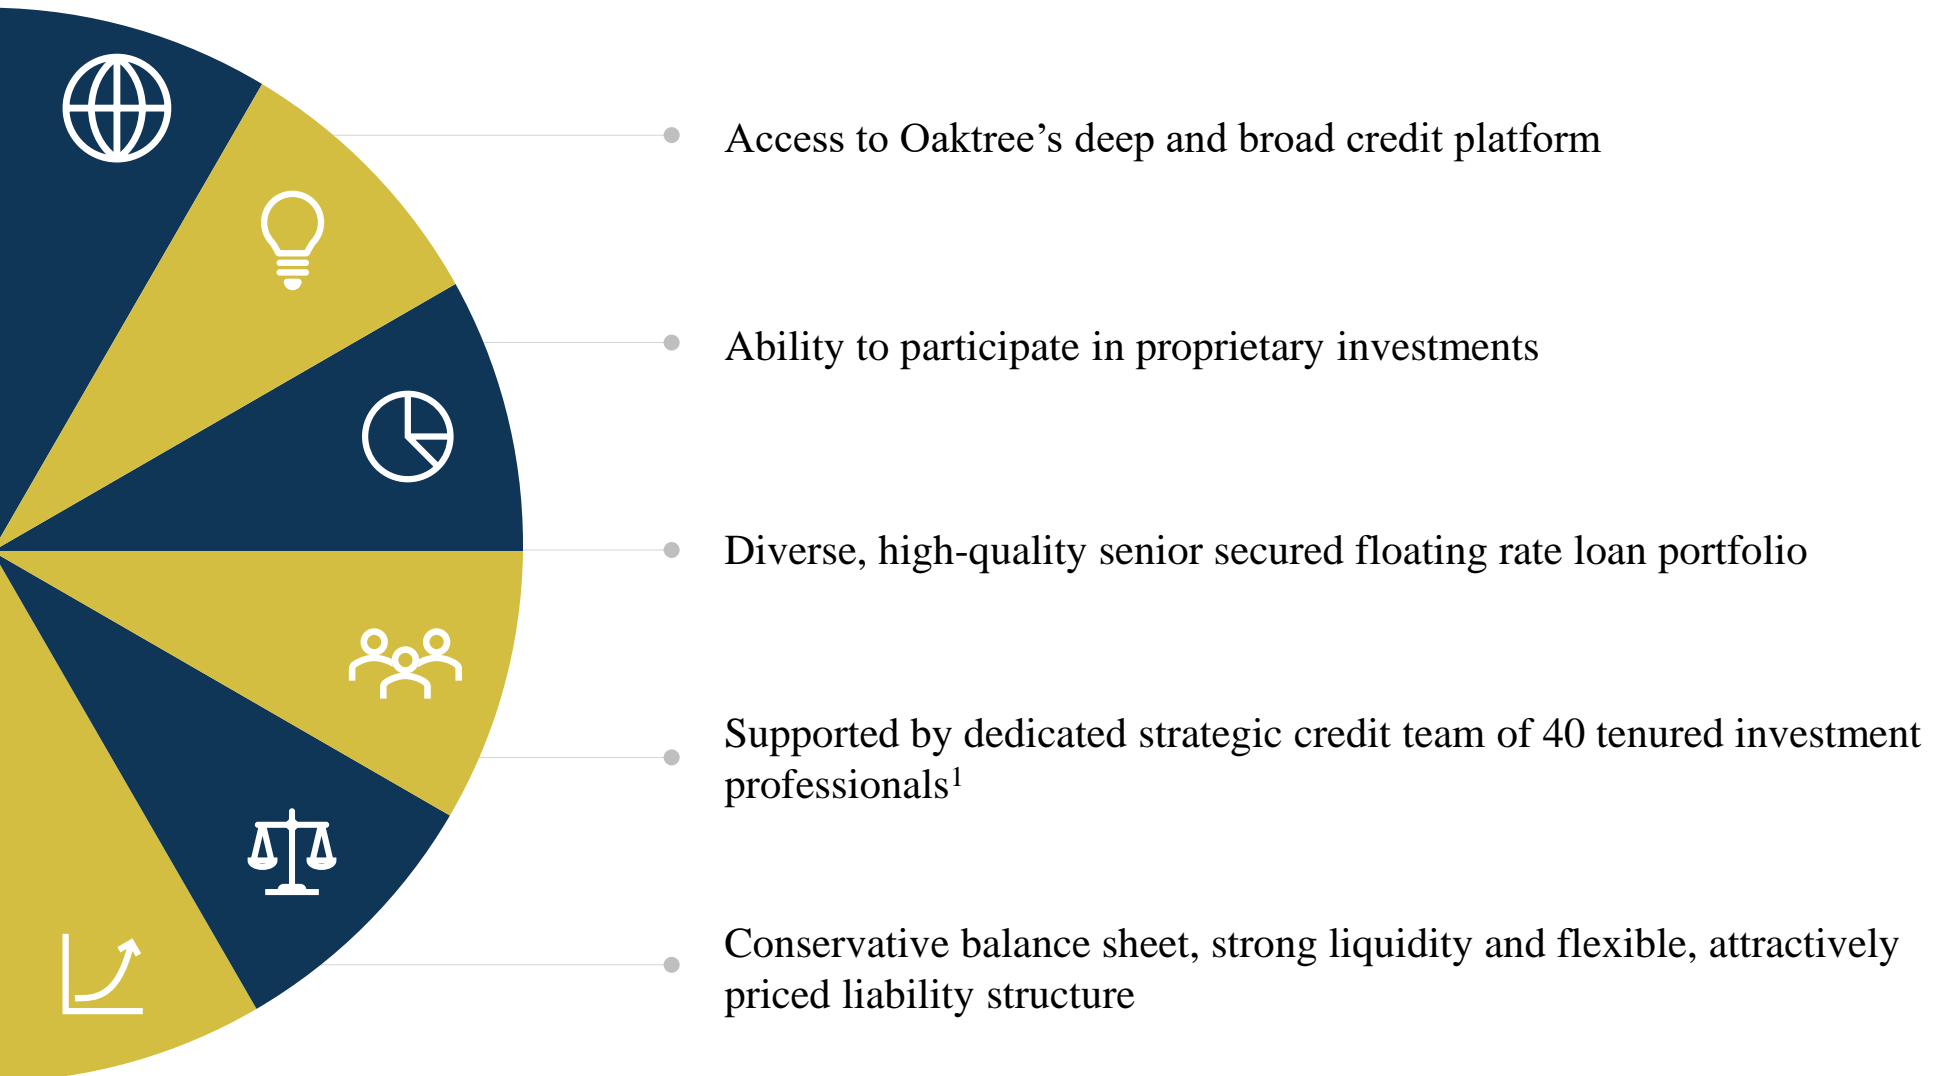 Access to Oaktree’s deep and broad credit platform
Ability to participate in proprietary investments
Diverse, high-quality senior secured floating rate loan portfolio
Supported by dedicated strategic credit team of 40 tenured investment
professionals¹
Conservative balance sheet, strong liquidity and flexible, attractively
priced liability structure